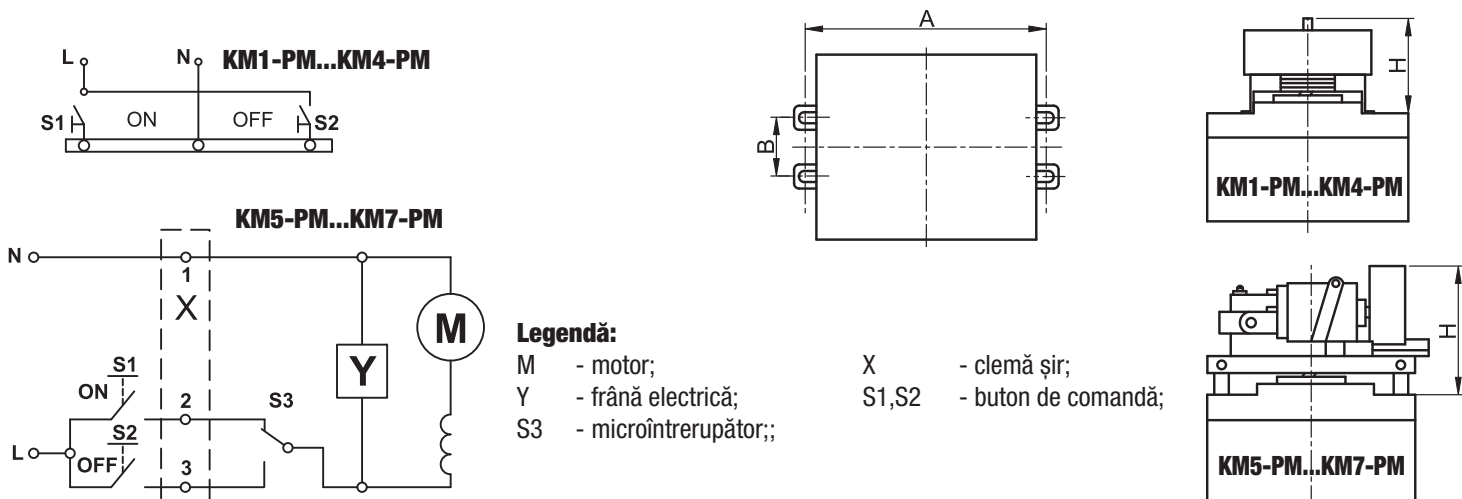 L N KM1-PM...KM4-PM
S1 ON OFF S2
KM5-PM...KM7-PM
N
1
X
M
Y
S1
ON
2
S3
S2
L
OFF
3
A
B
H
KM1-PM...KM4-PM
H
KM5-PM...KM7-PM
Legendă:
M - motor;
Y - frână electrică;
S3 - microîntrerupător;;
X - clemă șir;
S1,S2 - buton de comandă;